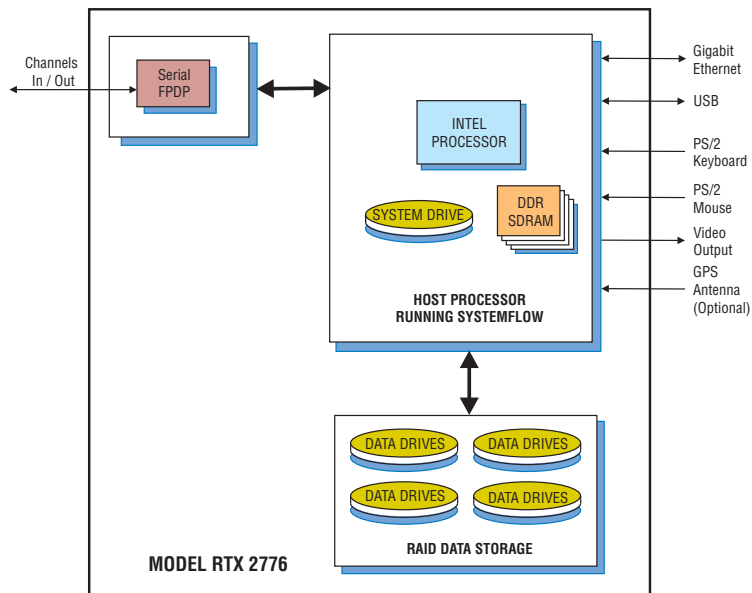 Channels
In / Out
Serial
FPDP
INTEL
PROCESSOR
SYSTEM DRIVE
DDR
SDRAM
HOST PROCESSOR
RUNNING SYSTEMFLOW
Gigabit
Ethernet
USB
PS/2
Keyboard
PS/2
Mouse
Video
Output
GPS
Antenna
(Optional)
DATA DRIVES
DATA DRIVES
DATA DRIVES
DATA DRIVES
RAID DATA STORAGE
MODEL RTX 2776